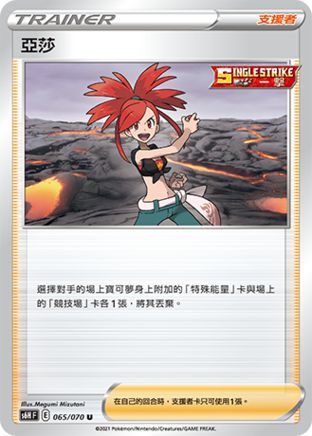 TRAINER
支援者
亞莎
SINGLE STRIKE
一擊
選擇對手的場上寶可夢身上附加的「特殊能量」卡與場上的「競技場」卡各1張，將其丟棄。
Illus. Megumi Mizutani
S6H F E 065/070 U
在自己的回合時，支援者卡只可使用1張。
©2021 Pokémon/Nintendo/Creatures/GAME FREAK.